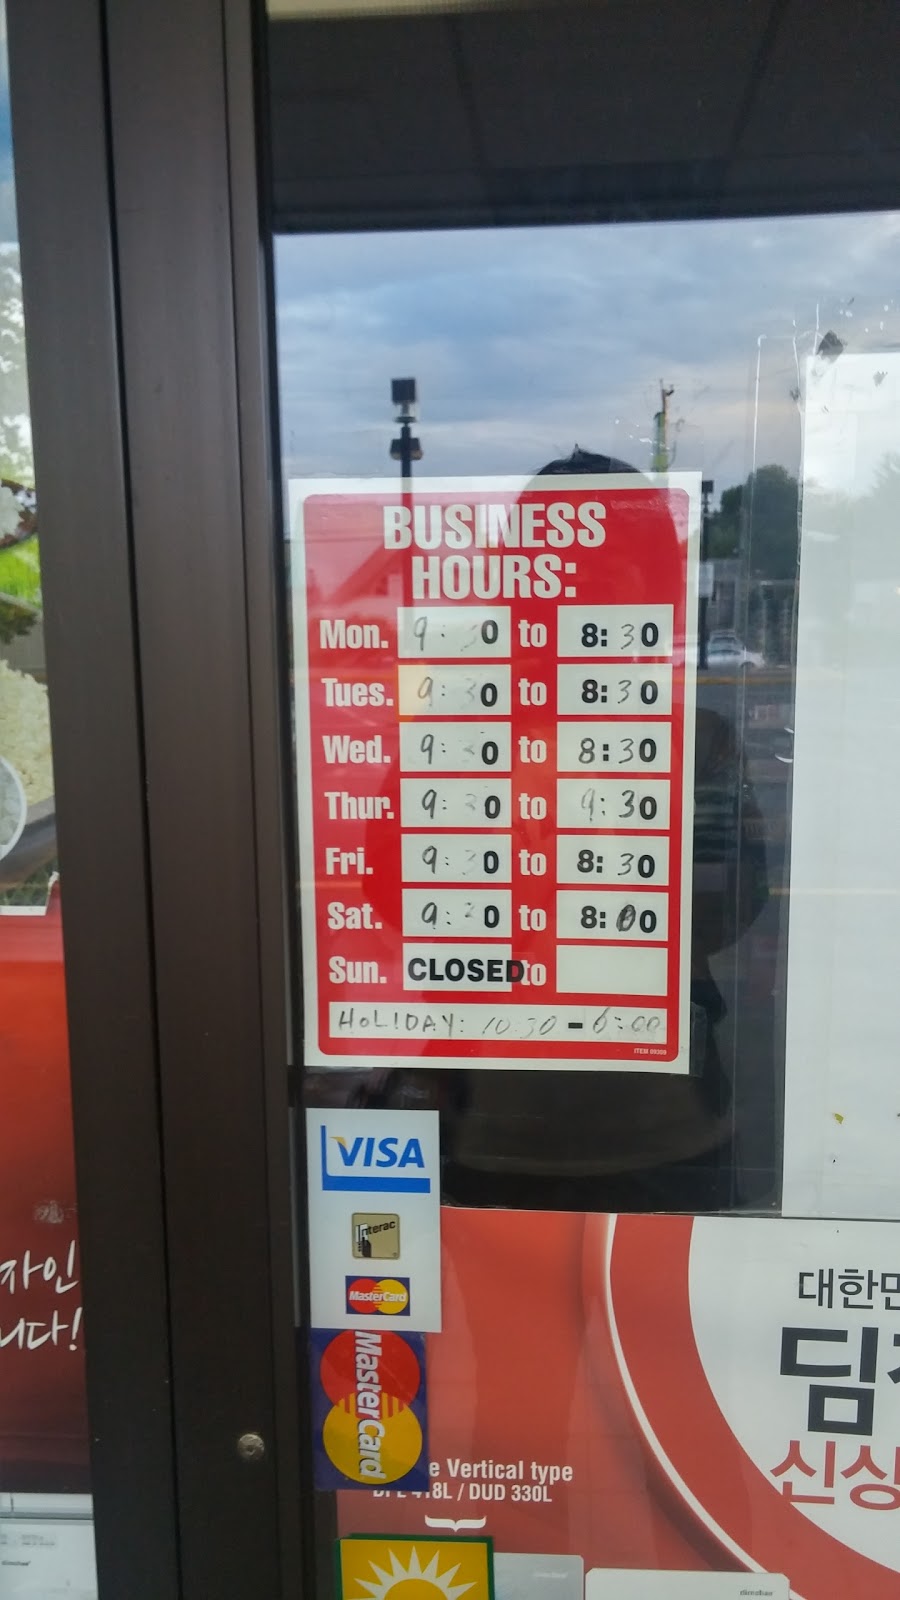 BUSINESS
HOURS:
Mon. 9:30 to 8:30
Tues. 9:30 to 8:30
Wed. 9:30 to 8:30
Thur. 9:30 to 9:30
Fri. 9:30 to 8:30
Sat. 9:30 to 8:00
Sun. CLOSED to
HOLIDAY: 10:30 - 6:00
ITEM
VISA
Interac
MasterCard
MasterCard
자인
니다!
대한민
딤
신상
Vertical type
/ DUD 330L
dimchae